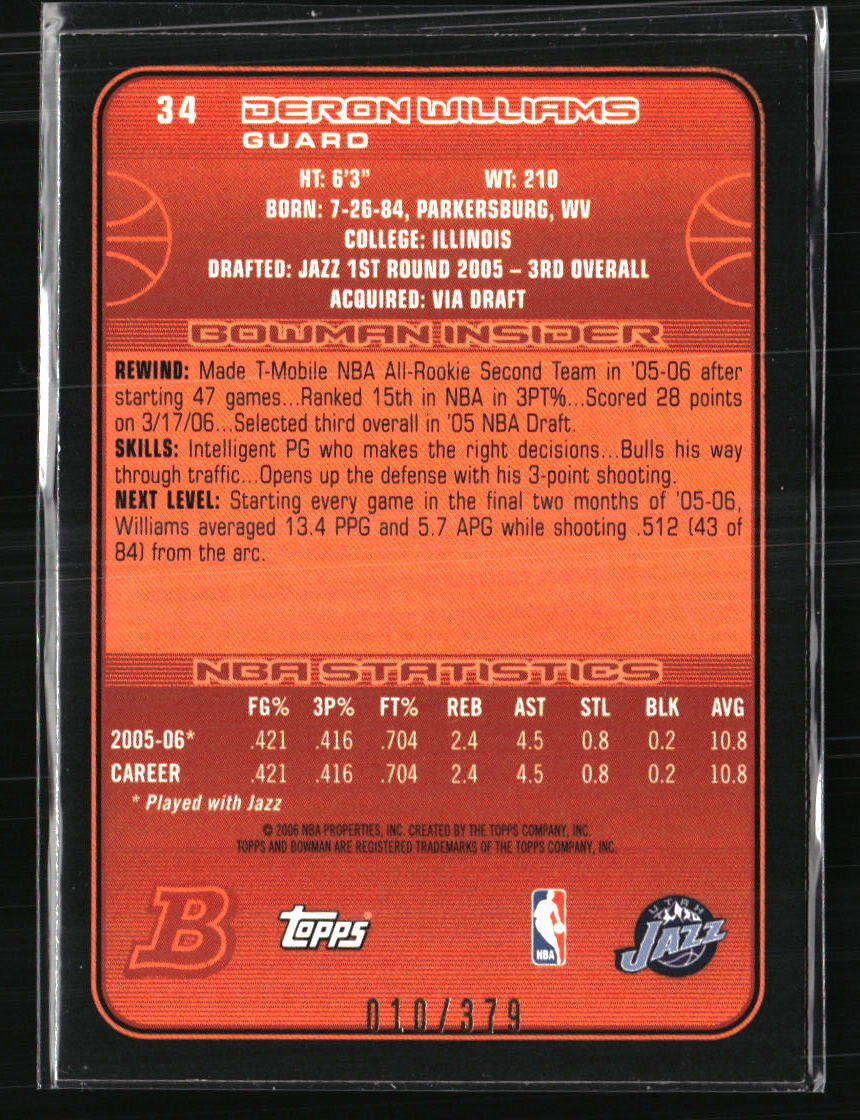 34 DERON WILLIAMS
GUARD
HT: 6'3" WT: 210
BORN: 7-26-84, PARKERSBURG, WV
COLLEGE: ILLINOIS
DRAFTED: JAZZ 1ST ROUND 2005 – 3RD OVERALL
ACQUIRED: VIA DRAFT
BOWMAN INSIDER
REWIND: Made T-Mobile NBA All-Rookie Second Team in '05-06 after
starting 47 games...Ranked 15th in NBA in 3PT%...Scored 28 points
on 3/17/06...Selected third overall in '05 NBA Draft.
SKILLS: Intelligent PG who makes the right decisions...Bulls his way
through traffic...Opens up the defense with his 3-point shooting.
NEXT LEVEL: Starting every game in the final two months of '05-06,
Williams averaged 13.4 PPG and 5.7 APG while shooting .512 (43 of
84) from the arc.
NBA STATISTICS
FG% 3P% FT% REB AST STL BLK AVG
2005-06* .421 .416 .704 2.4 4.5 0.8 0.2 10.8
CAREER .421 .416 .704 2.4 4.5 0.8 0.2 10.8
* Played with Jazz
© 2006 NBA PROPERTIES, INC. CREATED BY THE TOPPS COMPANY, INC.
TOPPS AND BOWMAN ARE REGISTERED TRADEMARKS OF THE TOPPS COMPANY, INC.
B topps NBA UTAH JAZZ
010/379